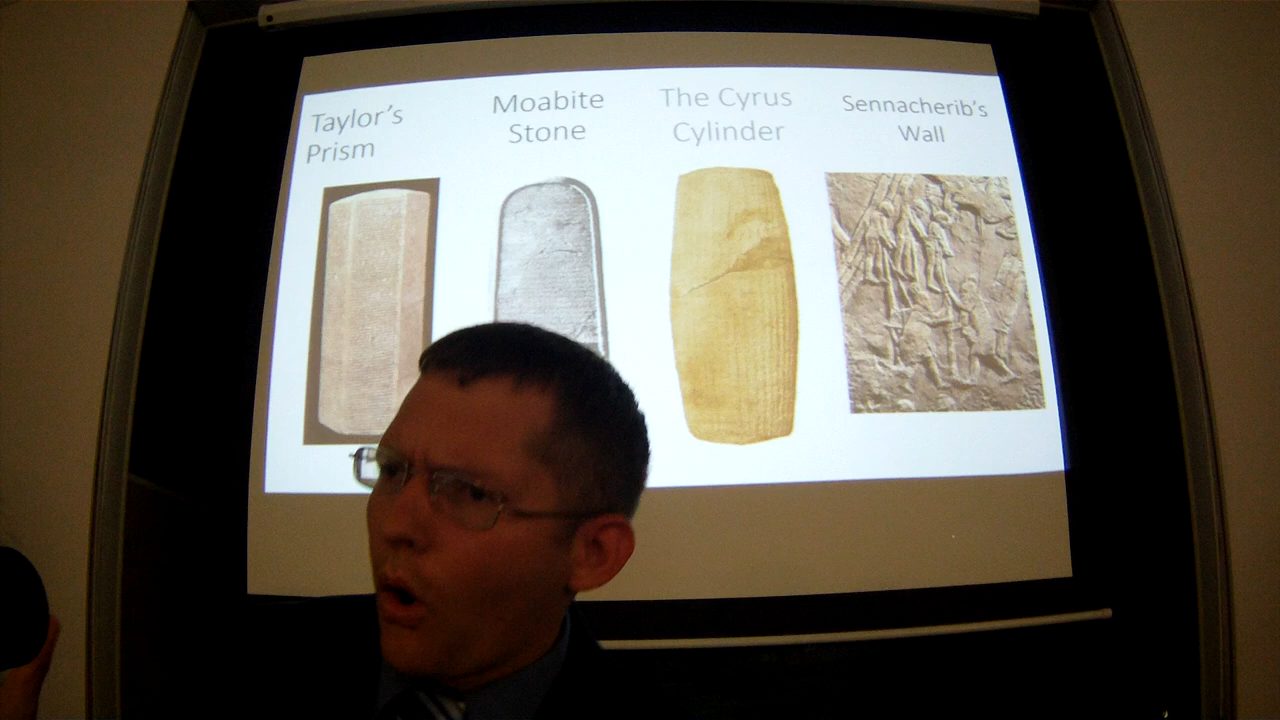 Taylor's
Prism
Moabite
Stone
The Cyrus
Cylinder
Sennacherib's
Wall